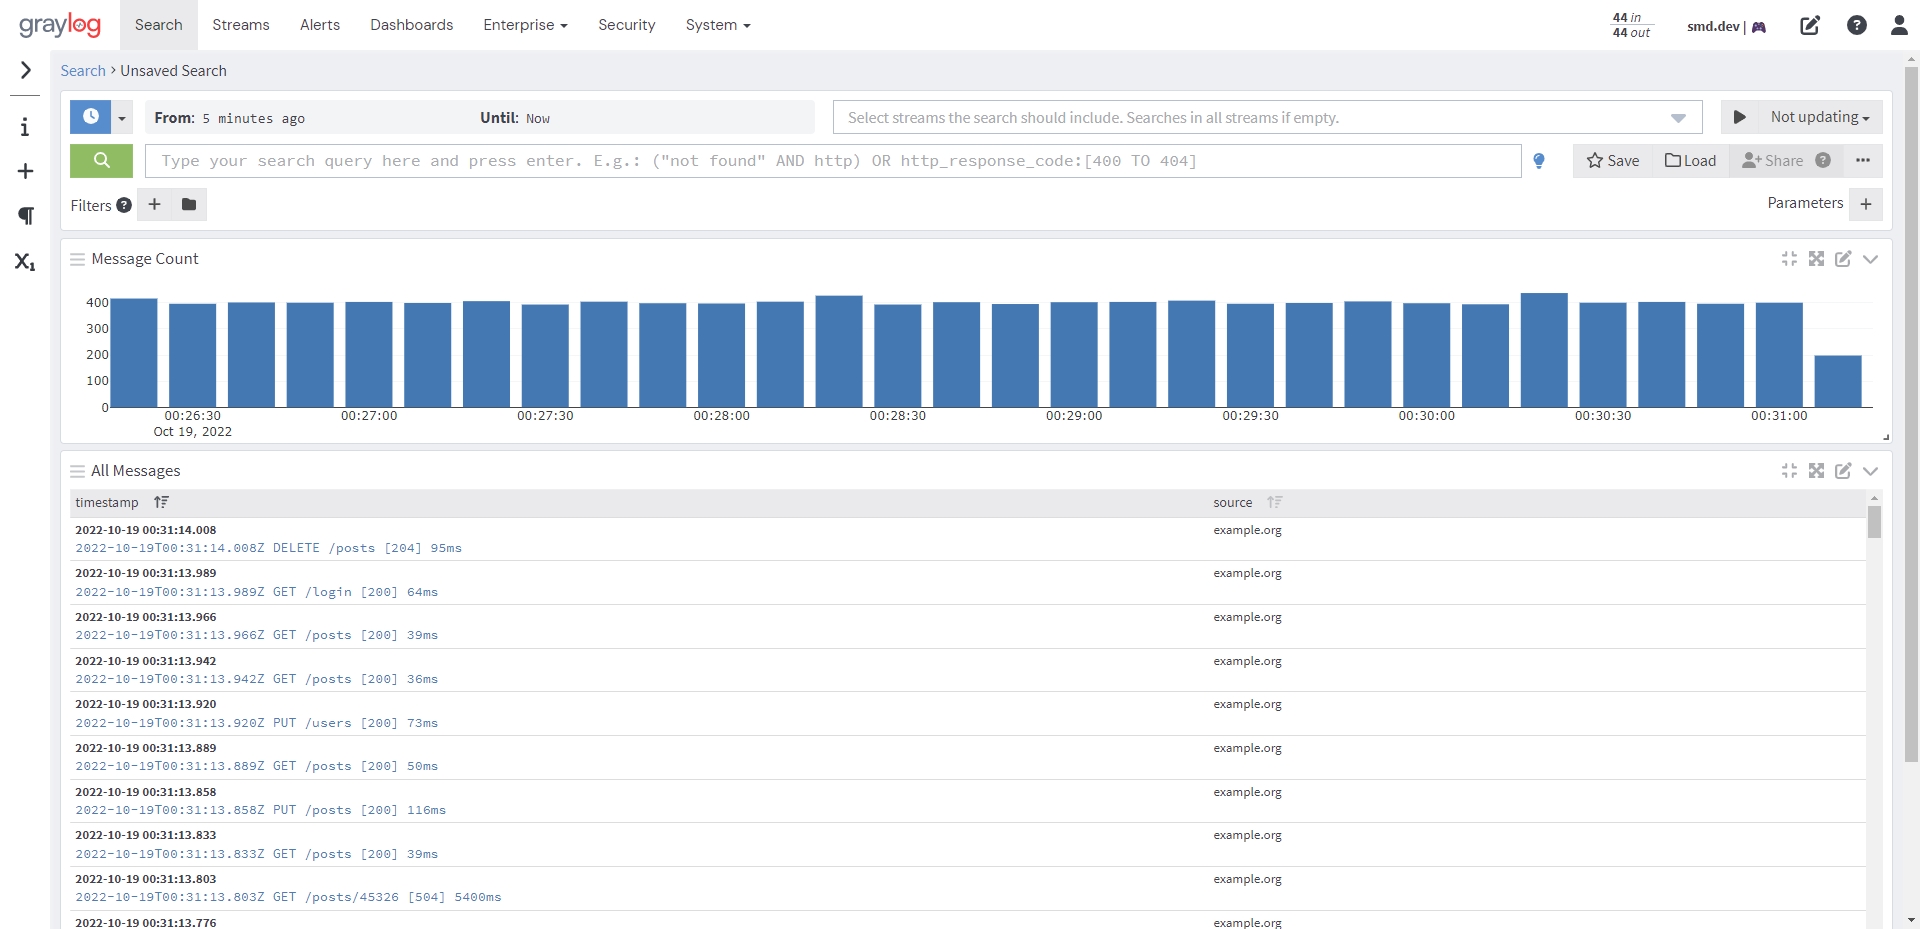 graylog Search Streams Alerts Dashboards Enterprise Security System 44 in smd.dev |
44 out
Search > Unsaved Search
From: 5 minutes ago Until: Now Select streams the search should include. Searches in all streams if empty. Not updating
Type your search query here and press enter. E.g.: ("not found" AND http) OR http_response_code:[400 TO 404] Save Load Share
Filters Parameters
Message Count
400
300
200
100
0
00:26:30 00:27:00 00:27:30 00:28:00 00:28:30 00:29:00 00:29:30 00:30:00 00:30:30 00:31:00
Oct 19, 2022
All Messages
timestamp source
2022-10-19 00:31:14.008 example.org
2022-10-19T00:31:14.008Z DELETE /posts [204] 95ms
2022-10-19 00:31:13.989 example.org
2022-10-19T00:31:13.989Z GET /login [200] 64ms
2022-10-19 00:31:13.966 example.org
2022-10-19T00:31:13.966Z GET /posts [200] 39ms
2022-10-19 00:31:13.942 example.org
2022-10-19T00:31:13.942Z GET /posts [200] 36ms
2022-10-19 00:31:13.920 example.org
2022-10-19T00:31:13.920Z PUT /users [200] 73ms
2022-10-19 00:31:13.889 example.org
2022-10-19T00:31:13.889Z GET /posts [200] 50ms
2022-10-19 00:31:13.858 example.org
2022-10-19T00:31:13.858Z PUT /posts [200] 116ms
2022-10-19 00:31:13.833 example.org
2022-10-19T00:31:13.833Z GET /posts [200] 39ms
2022-10-19 00:31:13.803 example.org
2022-10-19T00:31:13.803Z GET /posts/45326 [504] 5400ms
2022-10-19 00:31:13.776 example.org